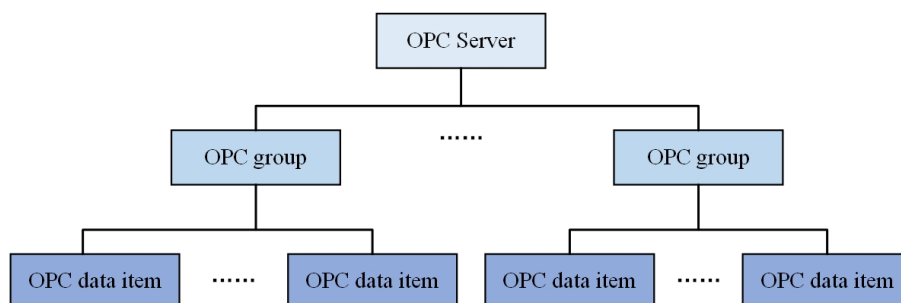 OPC Server
......
OPC group
OPC group
OPC data item
......
OPC data item
OPC data item
......
OPC data item